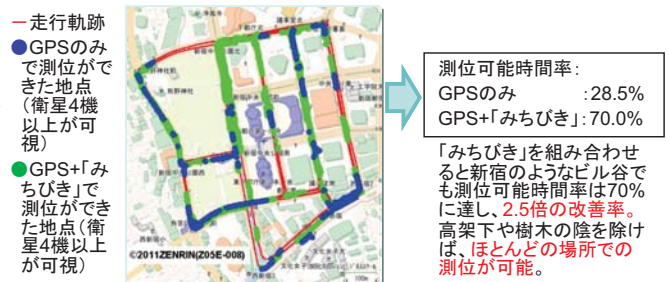 走行軌跡
GPSのみ
で測位がで
きた地点
（衛星4機
以上が可
視）
GPS+「み
ちびき」で
測位ができ
た地点（衛
星4機以上
が可視）
©2011ZENRIN(Z05E-008)
100m
測位可能時間率：
GPSのみ ：28.5%
GPS+「みちびき」：70.0%
「みちびき」を組み合わせ
ると新宿のようなビル谷で
も測位可能時間率は70%
に達し、2.5倍の改善率。
高架下や樹木の陰を除け
ば、ほとんどの場所での
測位が可能。